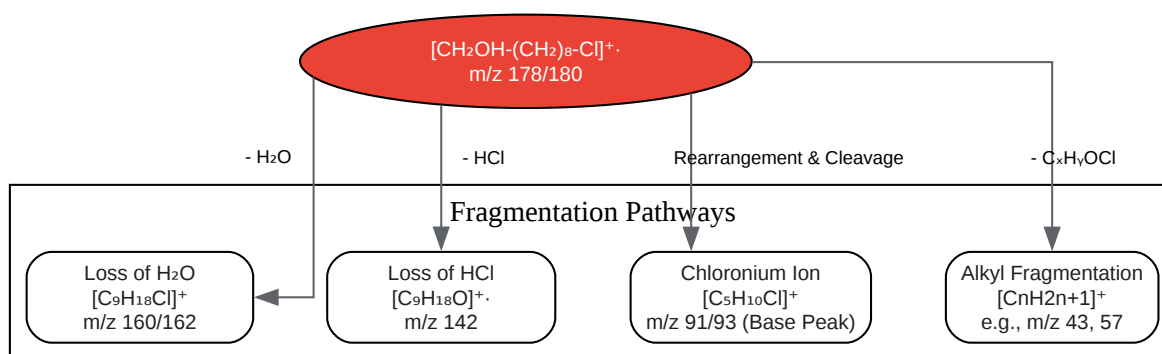 [CH₂OH-(CH₂)₈-Cl]⁺·
m/z 178/180
- H₂O
- HCl
Rearrangement & Cleavage
- CₓHᵧOCl
Fragmentation Pathways
Loss of H₂O
[C₉H₁₈Cl]⁺
m/z 160/162
Loss of HCl
[C₉H₁₈O]⁺·
m/z 142
Chloronium Ion
[C₅H₁₀Cl]⁺
m/z 91/93 (Base Peak)
Alkyl Fragmentation
[CnH2n+1]⁺
e.g., m/z 43, 57